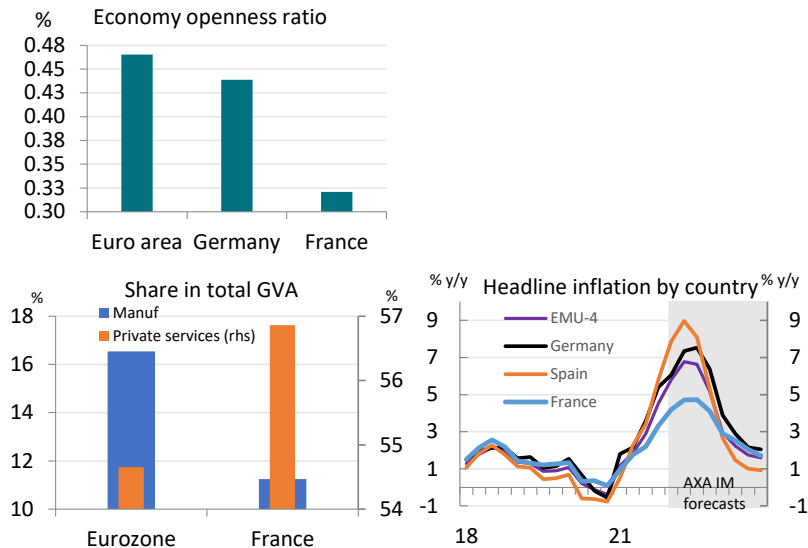 Economy openness ratio
%
0.48
0.45
0.43
0.40
0.38
0.35
0.33
0.30
Euro area Germany France
Share in total GVA
% %
Manuf
Private services (rhs)
18
16
14
12
10
57
56
55
54
Eurozone France
% y/y Headline inflation by country % y/y
EMU-4
Germany
Spain
France
9 9
7 7
5 5
3 3
1 1
-1 -1
AXA IM
forecasts
18 21